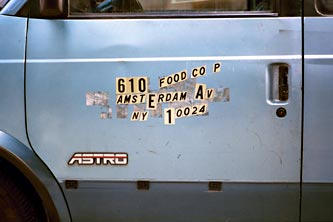 610 FOOD CO P
AMSTERDAM AV
NY 10024
ASTRO